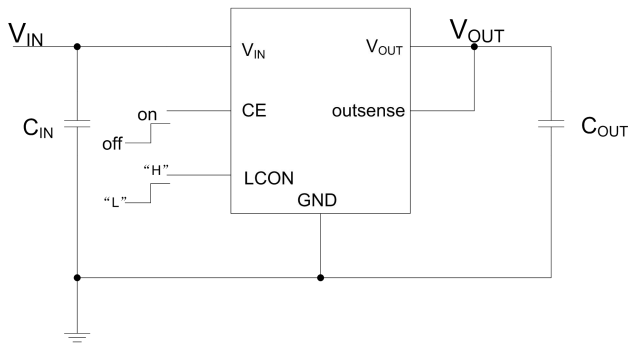 VIN VOUT
VIN VOUT
on CE outsense
CIN COUT
off
“H” LCON
“L” GND